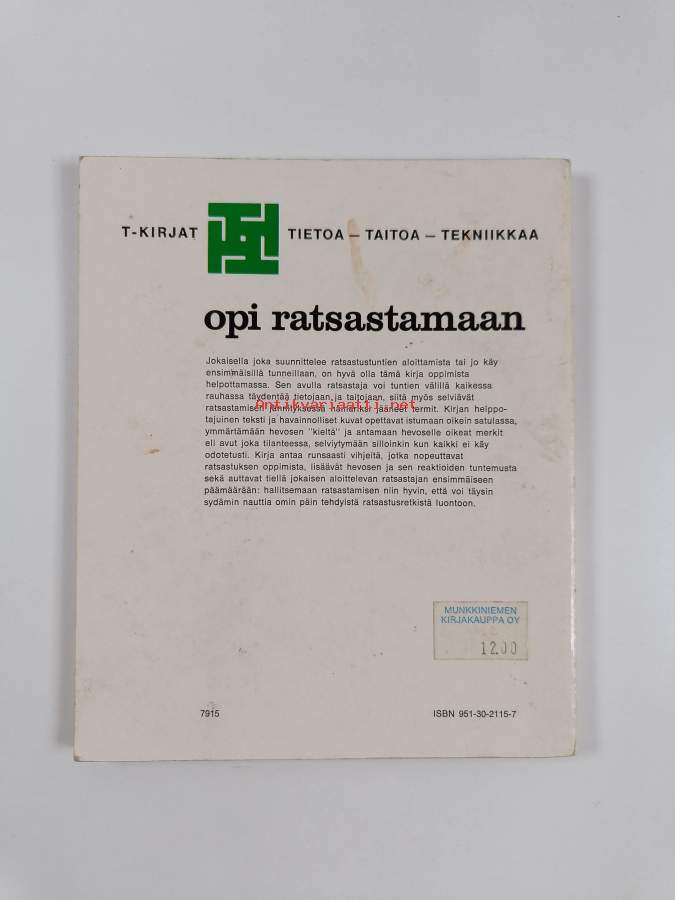 T-KIRJAT TIETOA — TAITOA — TEKNIIKKAA
opi ratsastamaan
Jokaisella joka suunnittelee ratsastustuntien aloittamista tai jo käy
ensimmäisillä tunneillaan, on hyvä olla tämä kirja oppimista
helpottamassa. Sen avulla ratsastaja voi tuntien välillä kaikessa
rauhassa täydentää tietojaan ja taitojaan, siitä myös selviävät
Antikvariaatti.net
ratsastamisen jännityksessä hämäriksi jääneet termit. Kirjan helppo-
tajuinen teksti ja havainnolliset kuvat opettavat istumaan oikein satulassa,
ymmärtämään hevosen "kieltä" ja antamaan hevoselle oikeat merkit
eli avut joka tilanteessa, selviytymään silloinkin kun kaikki ei käy
odotetusti. Kirja antaa runsaasti vihjeitä, jotka nopeuttavat
ratsastuksen oppimista, lisäävät hevosen ja sen reaktioiden tuntemusta
sekä auttavat tiellä jokaisen aloittelevan ratsastajan ensimmäiseen
päämäärään: hallitsemaan ratsastamisen niin hyvin, että voi täysin
sydämin nauttia omin päin tehdyistä ratsastusretkistä luontoon.
MUNKKINIEMEN
KIRJAKAUPPA OY
12.00
7915 ISBN 951-30-2115-7